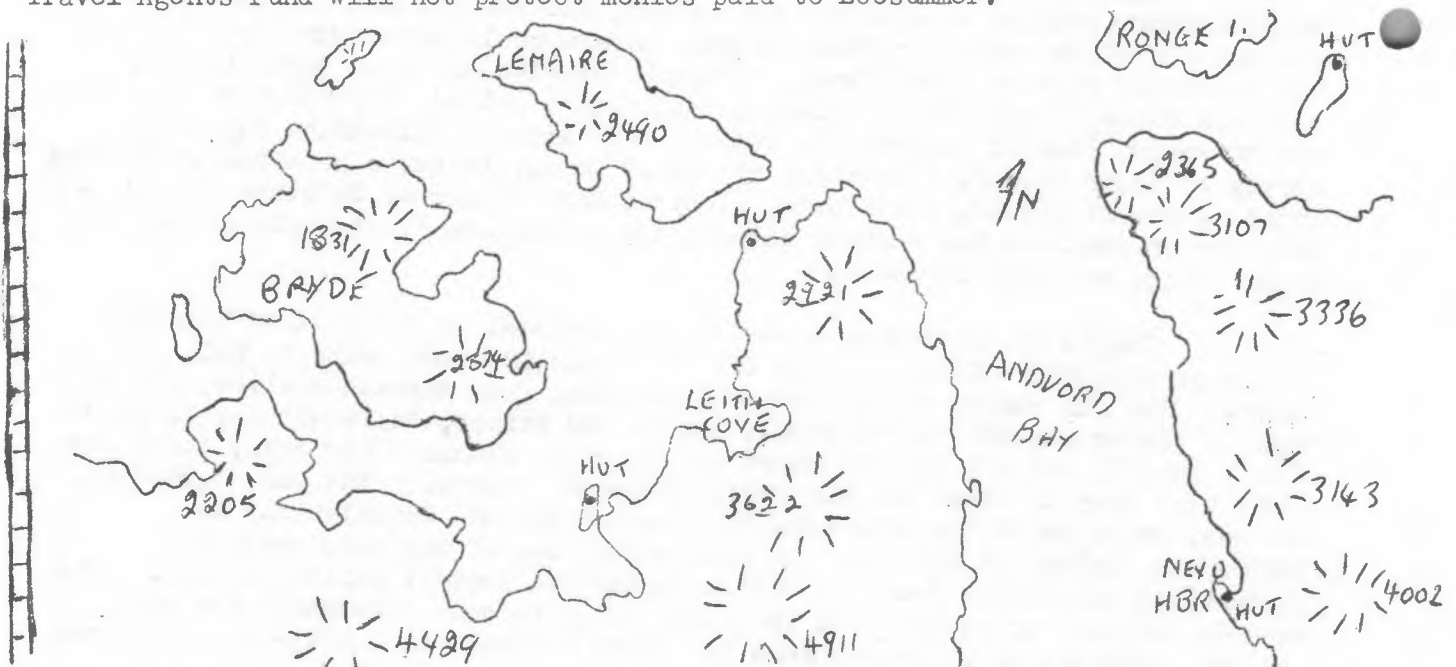 Travel Agents Fund will not protect monies paid to
RONGE I.
HUT
LEMAIRE
2490
2365
N
HUT
3107
1831
2921
BRYDE
3336
2874
ANDVORD
BAY
LEITH
COVE
HUT
2205
3622
3143
NEKO
HBR
HUT
4002
4429
4911